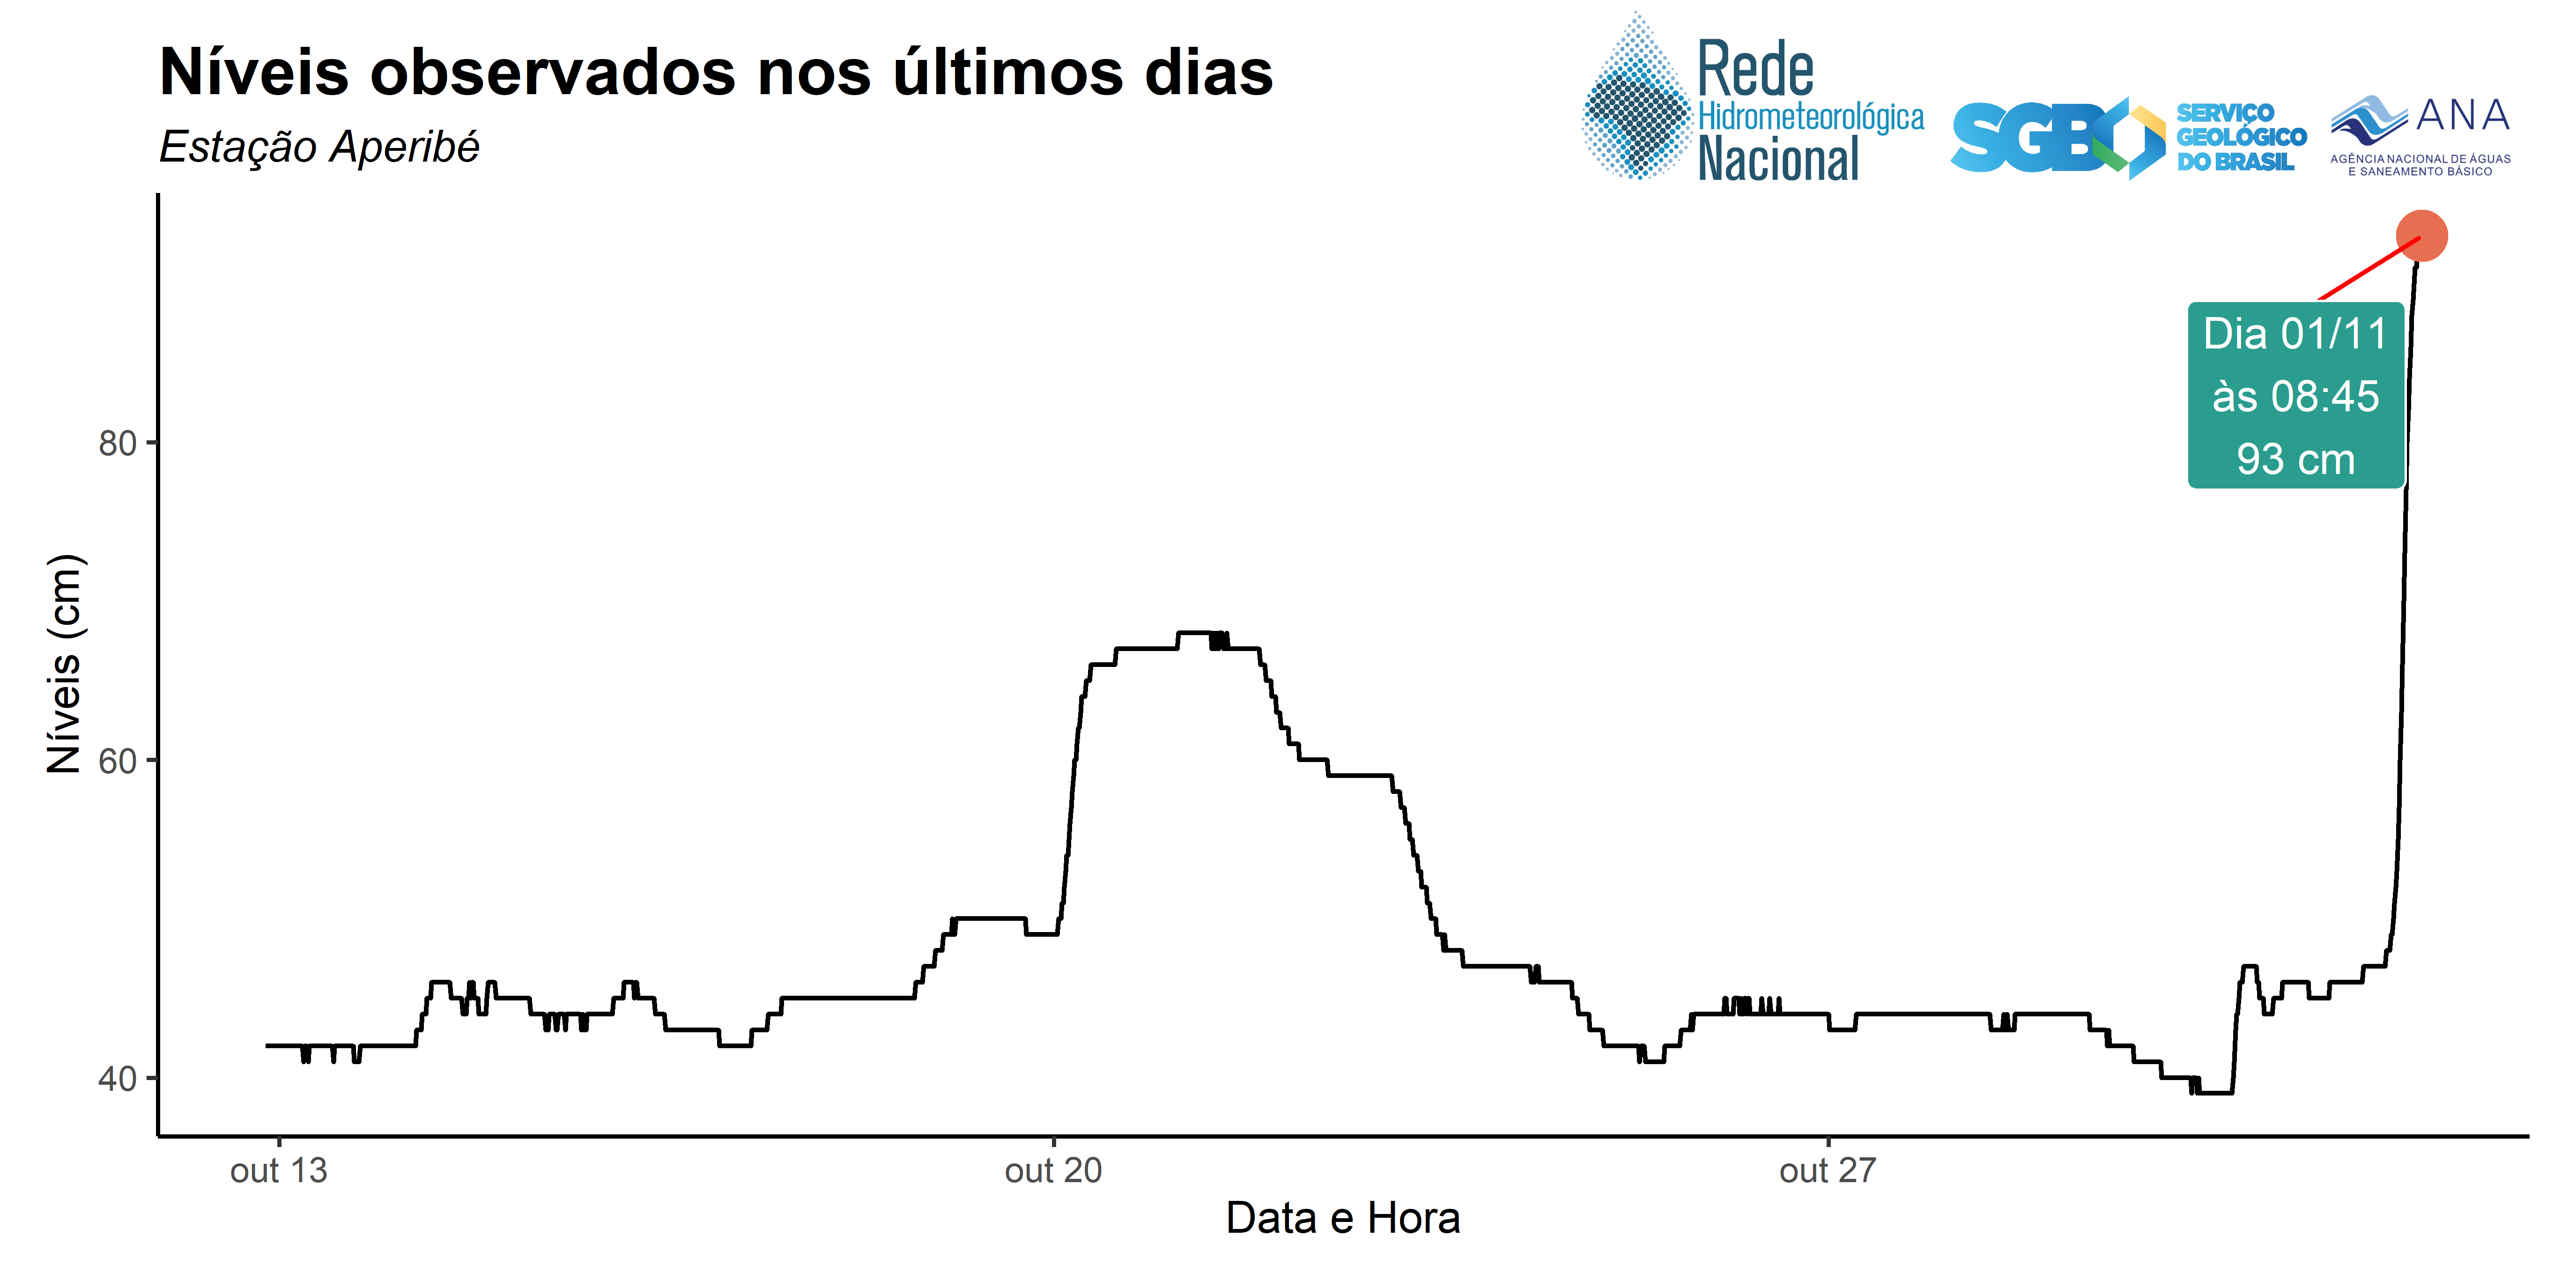 Níveis observados nos últimos dias
Estação Aperibé
Rede
Hidrometeorológica
Nacional
SGB
SERVIÇO
GEOLÓGICO
DO BRASIL
ANA
AGÊNCIA NACIONAL DE ÁGUAS
E SANEAMENTO BÁSICO
Dia 01/11
às 08:45
93 cm
Níveis (cm)
80
60
40
out 13
out 20
out 27
Data e Hora